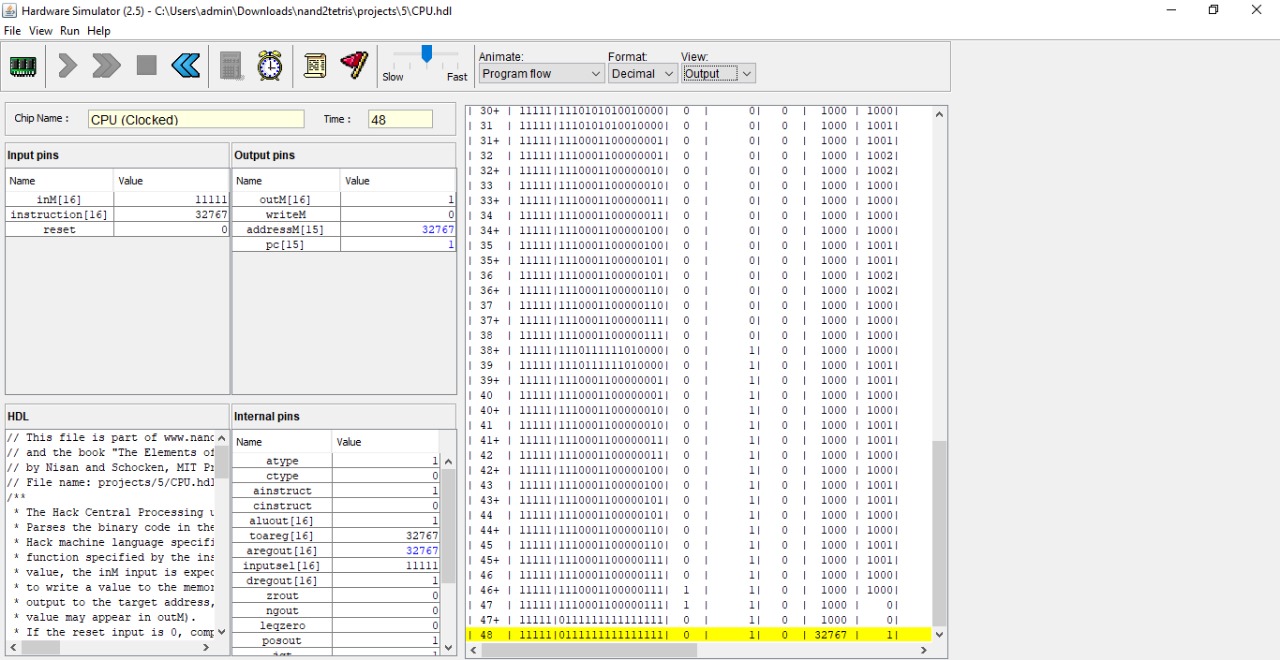 Hardware Simulator (2.5) - C:\Users\admin\Downloads\nand2tetris\projects\5\CPU.hdl
File View Run Help
Slow Fast
Animate: Format: View:
Program flow Decimal Output
Chip Name : CPU (Clocked) Time : 48
Input pins
Name Value
inM[16] 11111
instruction[16] 32767
reset 0
Output pins
Name Value
outM[16] 1
writeM 0
addressM[15] 32767
pc[15] 1
HDL
// This file is part of www.nanc
// and the book "The Elements of
// by Nisan and Schocken, MIT Pr
// File name: projects/5/CPU.hdl
/**
* The Hack Central Processing u
* Parses the binary code in the
* Hack machine language specifi
* function specified by the ins
* value, the inM input is expec
* to write a value to the memor
* output to the target address,
* value may appear in outM).
* If the reset input is 0, comp
Internal pins
Name Value
atype 1
ctype 0
ainstruct 1
cinstruct 0
aluout[16] 1
toareg[16] 32767
aregout[16] 32767
inputsel[16] 11111
dregout[16] 1
zrout 0
ngout 0
leqzero 0
posout 1
| 30+ | 11111|1110101010010000| 0 | 0| 0 | 1000 | 1000|
| 31 | 11111|1110101010010000| 0 | 0| 0 | 1000 | 1001|
| 31+ | 11111|1110001100000001| 0 | 0| 0 | 1000 | 1001|
| 32 | 11111|1110001100000001| 0 | 0| 0 | 1000 | 1002|
| 32+ | 11111|1110001100000010| 0 | 0| 0 | 1000 | 1002|
| 33 | 11111|1110001100000010| 0 | 0| 0 | 1000 | 1000|
| 33+ | 11111|1110001100000011| 0 | 0| 0 | 1000 | 1000|
| 34 | 11111|1110001100000011| 0 | 0| 0 | 1000 | 1000|
| 34+ | 11111|1110001100000100| 0 | 0| 0 | 1000 | 1000|
| 35 | 11111|1110001100000100| 0 | 0| 0 | 1000 | 1001|
| 35+ | 11111|1110001100000101| 0 | 0| 0 | 1000 | 1001|
| 36 | 11111|1110001100000101| 0 | 0| 0 | 1000 | 1002|
| 36+ | 11111|1110001100000110| 0 | 0| 0 | 1000 | 1002|
| 37 | 11111|1110001100000110| 0 | 0| 0 | 1000 | 1000|
| 37+ | 11111|1110001100000111| 0 | 0| 0 | 1000 | 1000|
| 38 | 11111|1110001100000111| 0 | 0| 0 | 1000 | 1000|
| 38+ | 11111|1110111111010000| 0 | 1| 0 | 1000 | 1000|
| 39 | 11111|1110111111010000| 0 | 1| 0 | 1000 | 1001|
| 39+ | 11111|1110001100000001| 0 | 1| 0 | 1000 | 1001|
| 40 | 11111|1110001100000001| 0 | 1| 0 | 1000 | 1000|
| 40+ | 11111|1110001100000010| 0 | 1| 0 | 1000 | 1000|
| 41 | 11111|1110001100000010| 0 | 1| 0 | 1000 | 1001|
| 41+ | 11111|1110001100000011| 0 | 1| 0 | 1000 | 1001|
| 42 | 11111|1110001100000011| 0 | 1| 0 | 1000 | 1000|
| 42+ | 11111|1110001100000100| 0 | 1| 0 | 1000 | 1000|
| 43 | 11111|1110001100000100| 0 | 1| 0 | 1000 | 1001|
| 43+ | 11111|1110001100000101| 0 | 1| 0 | 1000 | 1001|
| 44 | 11111|1110001100000101| 0 | 1| 0 | 1000 | 1000|
| 44+ | 11111|1110001100000110| 0 | 1| 0 | 1000 | 1000|
| 45 | 11111|1110001100000110| 0 | 1| 0 | 1000 | 1001|
| 45+ | 11111|1110001100000111| 0 | 1| 0 | 1000 | 1001|
| 46 | 11111|1110001100000111| 0 | 1| 0 | 1000 | 1000|
| 46+ | 11111|1110001100000111| 1 | 1| 0 | 1000 | 1000|
| 47 | 11111|1110001100000111| 1 | 1| 0 | 1000 | 0|
| 47+ | 11111|0111111111111111| 0 | 1| 0 | 1000 | 0|
| 48 | 11111|0111111111111111| 0 | 1| 0 | 32767 | 1|